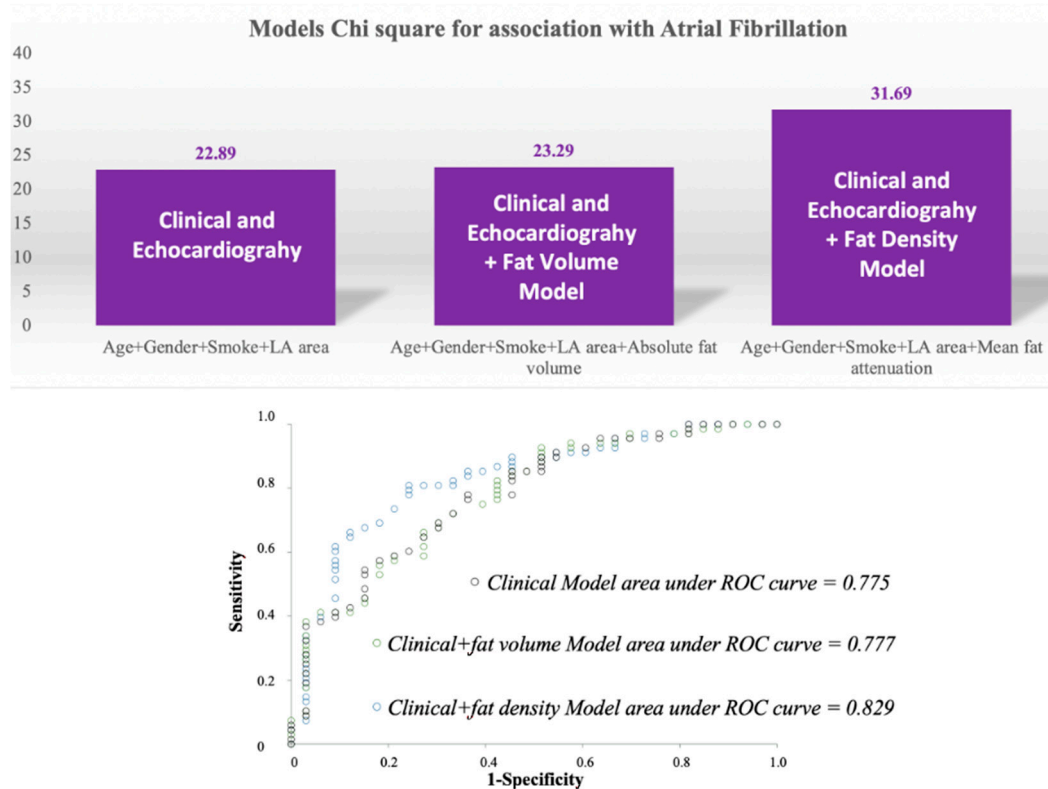 Models Chi square for association with Atrial Fibrillation
40
35
30
25
20
15
10
5
0
22.89
23.29
31.69
Clinical and
Echocardiograhy
Clinical and
Echocardiograhy
+ Fat Volume
Model
Clinical and
Echocardiograhy
+ Fat Density
Model
Age+Gender+Smoke+LA area
Age+Gender+Smoke+LA area+Absolute fat
volume
Age+Gender+Smoke+LA area+Mean fat
attenuation
Sensitivity
1.0
0.8
0.6
0.4
0.2
0
Clinical Model area under ROC curve = 0.775
Clinical+fat volume Model area under ROC curve = 0.777
Clinical+fat density Model area under ROC curve = 0.829
0
0.2
0.4
0.6
0.8
1.0
1-Specificity